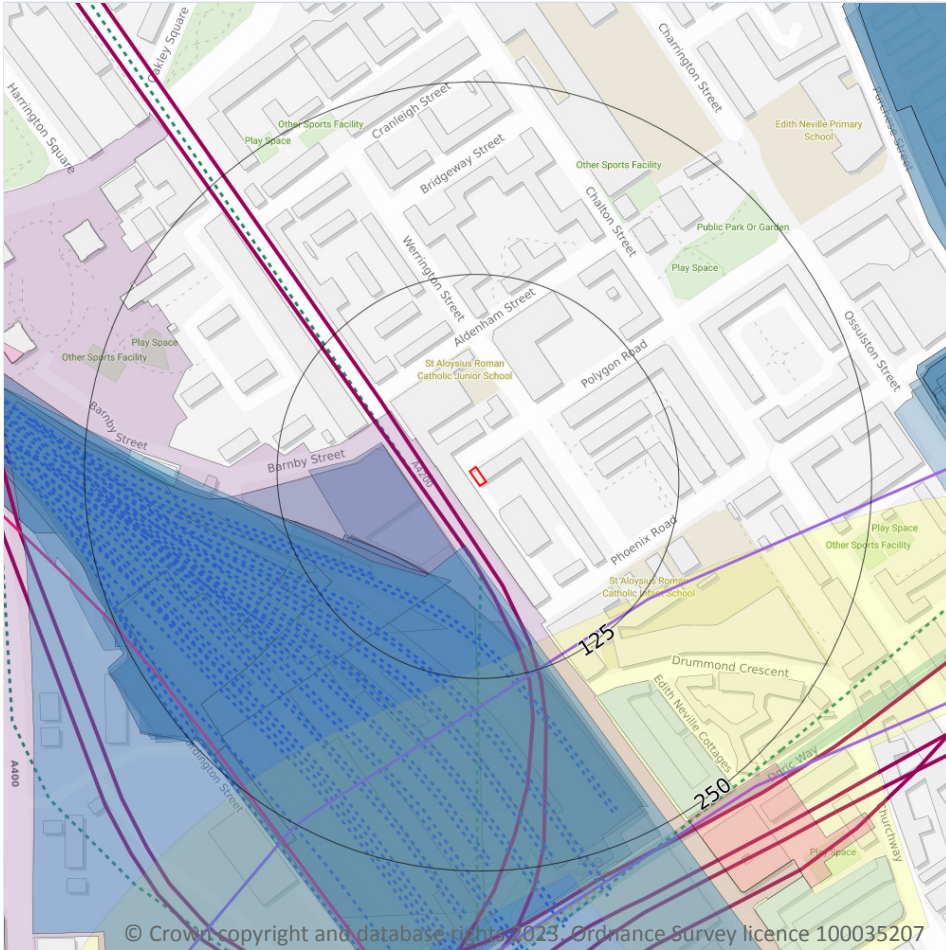 Oakley Square
Harrington Square
Charrington Street
Purchese Street
Cranleigh Street
Other Sports Facility
Play Space
Edith Neville Primary
School
Bridgeway Street
Other Sports Facility
Chalton Street
Public Park Or Garden
Play Space
Werrington Street
Aldenham Street
Ossulston Street
Play Space
Other Sports Facility
St Aloysius Roman
Catholic Junior School
Polygon Road
Barnby Street
Barnby Street
A4200
Phoenix Road
Play Space
Other Sports Facility
St Aloysius Roman
Catholic Infant School
125
Drummond Crescent
Edith Neville Cottages
A400
Doric Way
250
Churchway
Play Space
© Crown copyright and database rights 2023. Ordnance Survey licence 100035207